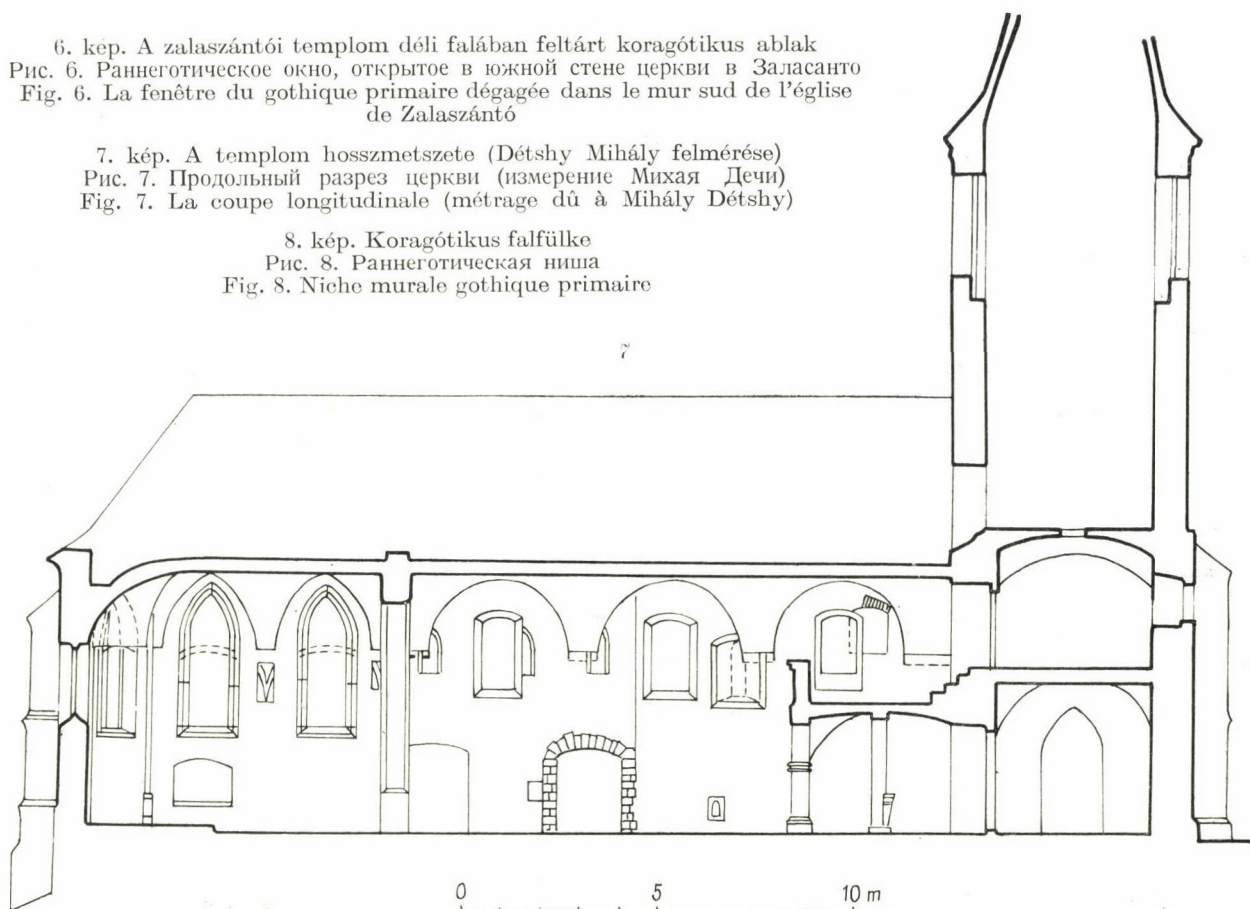 6. kép. A zalaszántói templom déli falában feltárt koragótikus ablak
Рис. 6. Раннеготическое окно, открытое в южной стене церкви в Заласанто
Fig. 6. La fenêtre du gothique primaire dégagée dans le mur sud de l'église
de Zalaszántó
7. kép. A templom hosszmetszete (Détshy Mihály felmérése)
Рис. 7. Продольный разрез церкви (измерение Михая Дечи)
Fig. 7. La coupe longitudinale (métrage dû à Mihály Détshy)
8. kép. Koragótikus falfülke
Рис. 8. Раннеготическая ниша
Fig. 8. Niche murale gothique primaire
7
0 5 10 m